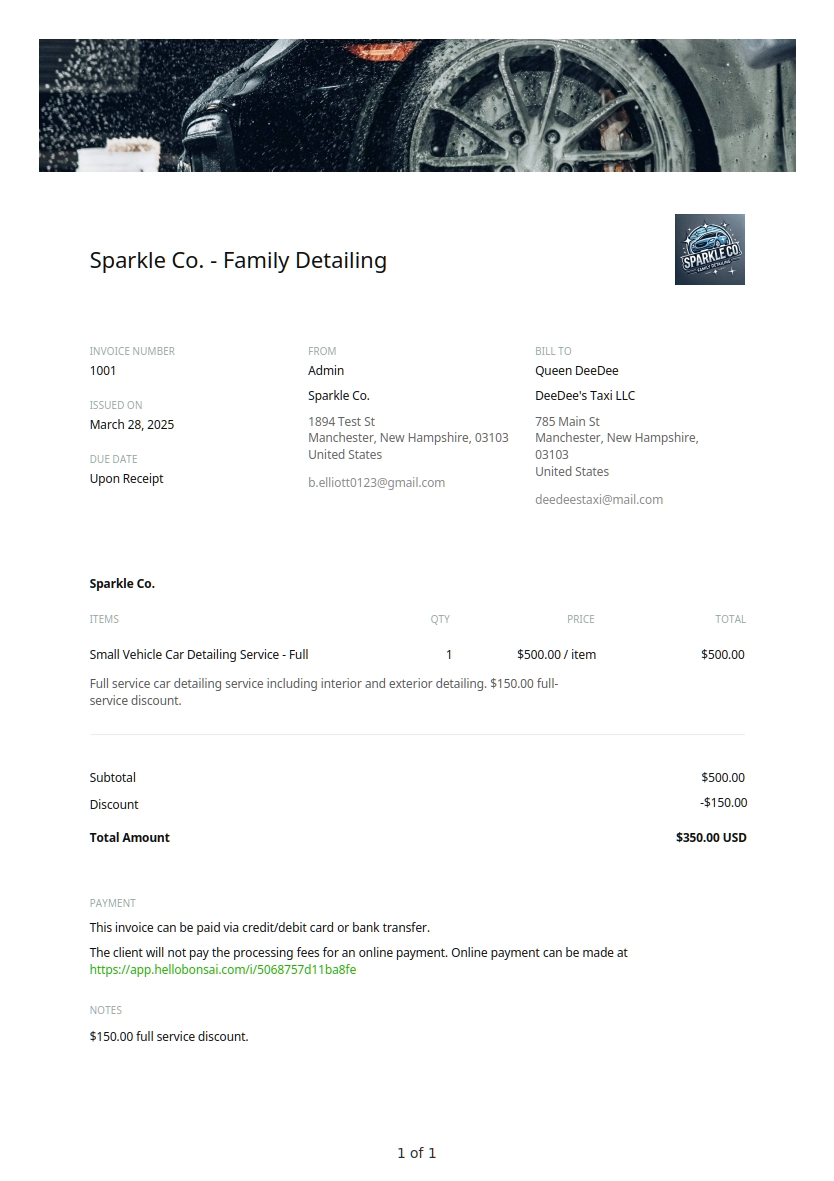 Sparkle Co. - Family Detailing
SPARKLE CO
FAMILY DETAILING
INVOICE NUMBER
1001
ISSUED ON
March 28, 2025
DUE DATE
Upon Receipt
FROM
Admin
Sparkle Co.
1894 Test St
Manchester, New Hampshire, 03103
United States
b.elliott0123@gmail.com
BILL TO
Queen DeeDee
DeeDee's Taxi LLC
785 Main St
Manchester, New Hampshire,
03103
United States
deedeestaxi@mail.com
Sparkle Co.
ITEMS QTY PRICE TOTAL
Small Vehicle Car Detailing Service - Full 1 $500.00 / item $500.00
Full service car detailing service including interior and exterior detailing. $150.00 full-
service discount.
Subtotal $500.00
Discount -$150.00
Total Amount $350.00 USD
PAYMENT
This invoice can be paid via credit/debit card or bank transfer.
The client will not pay the processing fees for an online payment. Online payment can be made at
https://app.hellobonsai.com/i/5068757d11ba8fe
NOTES
$150.00 full service discount.
1 of 1